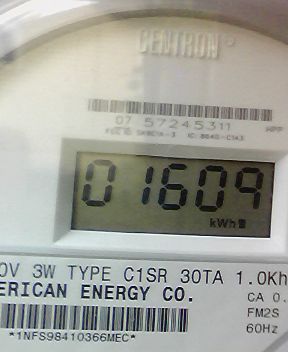 CENTRON®
07 57245311 HPP
01609
kWh
0V 3W TYPE C1SR 30TA 1.0Kh
ERICAN ENERGY CO. CA 0.
FM2S
60Hz
*1NFS98410366MEC*